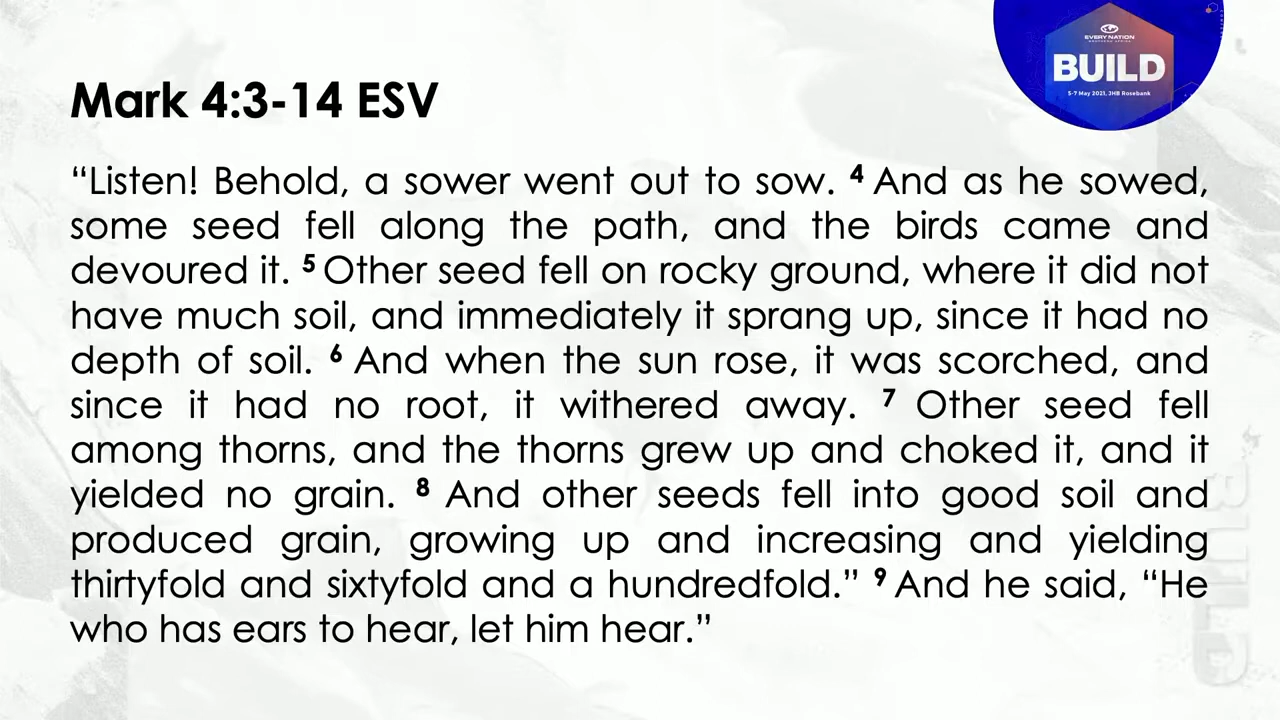 EVERY NATION
BUILD
5-7 May 2021, JHB Rosebank
Mark 4:3-14 ESV
“Listen! Behold, a sower went out to sow. 4 And as he sowed,
some seed fell along the path, and the birds came and
devoured it. 5 Other seed fell on rocky ground, where it did not
have much soil, and immediately it sprang up, since it had no
depth of soil. 6 And when the sun rose, it was scorched, and
since it had no root, it withered away. 7 Other seed fell
among thorns, and the thorns grew up and choked it, and it
yielded no grain. 8 And other seeds fell into good soil and
produced grain, growing up and increasing and yielding
thirtyfold and sixtyfold and a hundredfold.” 9 And he said, “He
who has ears to hear, let him hear.”
BUILD